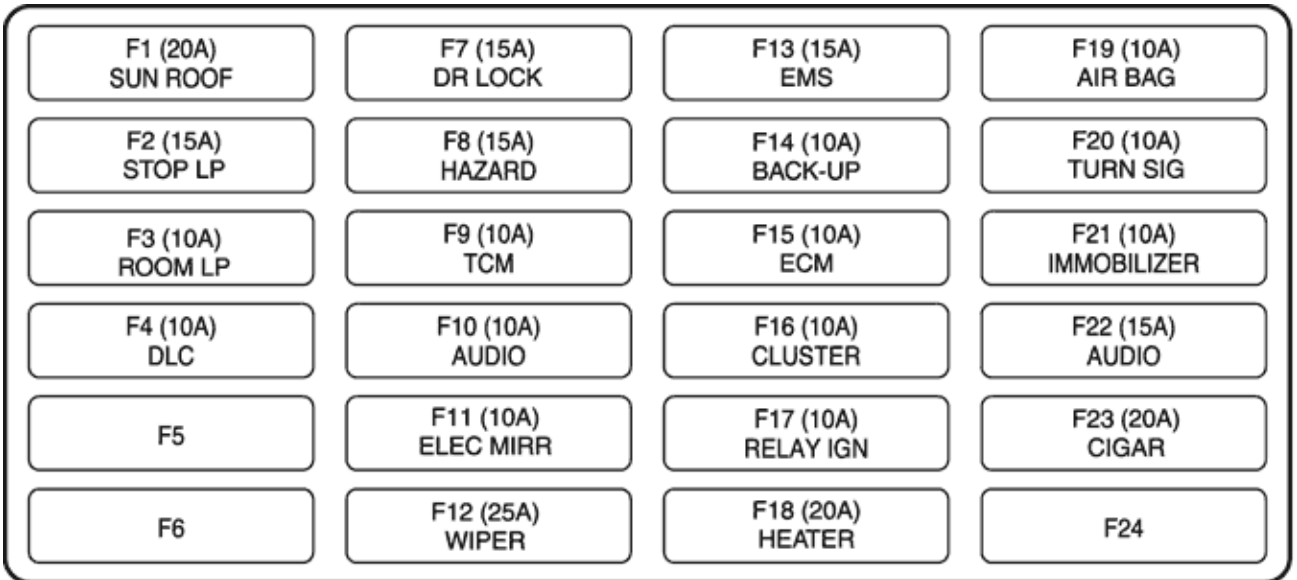 F1 (20A)
SUN ROOF
F2 (15A)
STOP LP
F3 (10A)
ROOM LP
F4 (10A)
DLC
F5
F6
F7 (15A)
DR LOCK
F8 (15A)
HAZARD
F9 (10A)
TCM
F10 (10A)
AUDIO
F11 (10A)
ELEC MIRR
F12 (25A)
WIPER
F13 (15A)
EMS
F14 (10A)
BACK-UP
F15 (10A)
ECM
F16 (10A)
CLUSTER
F17 (10A)
RELAY IGN
F18 (20A)
HEATER
F19 (10A)
AIR BAG
F20 (10A)
TURN SIG
F21 (10A)
IMMOBILIZER
F22 (15A)
AUDIO
F23 (20A)
CIGAR
F24